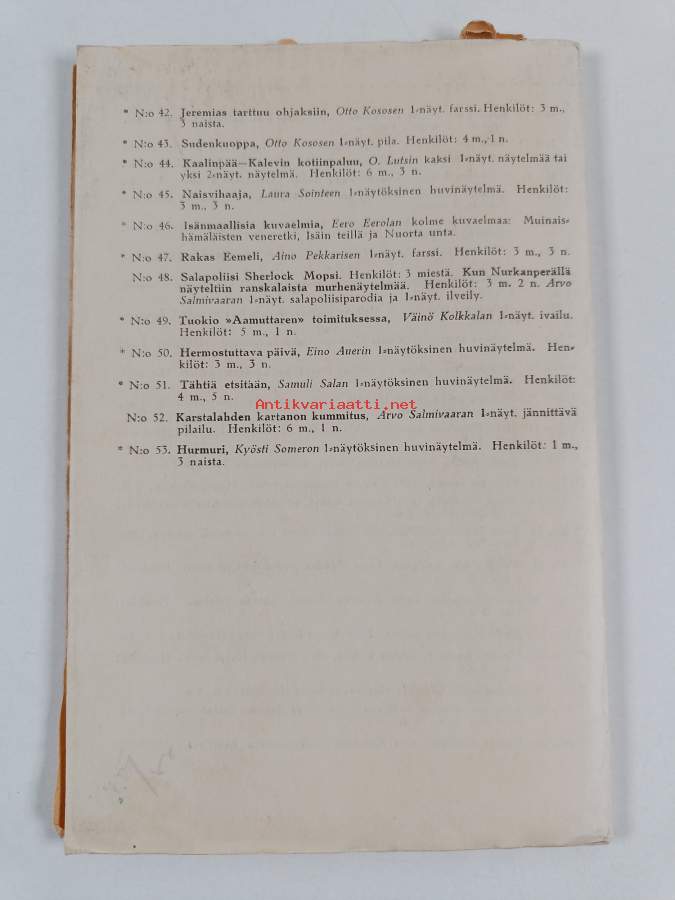 * N:o 42. Jeremias tarttuu ohjaksiin, Otto Kososen 1-näyt. farssi. Henkilöt: 3 m.,
3 naista.
* N:o 43. Sudenkuoppa, Otto Kososen 1-näyt. pila. Henkilöt: 4 m., 1 n.
* N:o 44. Kaalinpää—Kalevin kotiinpaluu, O. Lutsin kaksi 1-näyt. näytelmää tai
yksi 2-näyt. näytelmä. Henkilöt: 6 m., 3 n.
* N:o 45. Naisvihaaja, Laura Sointeen 1-näytöksinen huvinäytelmä. Henkilöt:
3 m., 3 n.
* N:o 46. Isänmaallisia kuvaelmia, Eero Eerolan kolme kuvaelmaa: Muinais-
hämäläisten veneretki, Isäin teillä ja Nuorta unta.
* N:o 47. Rakas Eemeli, Aino Pekkarisen 1-näyt. farssi. Henkilöt: 3 m., 3 n.
N:o 48. Salapoliisi Sherlock Mopsi. Henkilöt: 3 miestä. Kun Nurkanperällä
näyteltiin ranskalaista murhenäytelmää. Henkilöt: 3 m. 2 n. Arvo
Salmivaaran 1-näyt. salapoliisiparodia ja 1-näyt. ilveily.
* N:o 49. Tuokio »Aamuttaren» toimituksessa, Väinö Kolkkalan 1-näyt. ivailu.
Henkilöt: 5 m., 1 n.
* N:o 50. Hermostuttava päivä, Eino Auerin 1-näytöksinen huvinäytelmä. Hen-
kilöt: 3 m., 3 n.
* N:o 51. Tähtiä etsitään, Samuli Salan 1-näytöksinen huvinäytelmä. Henkilöt:
4 m., 5 n.
Antikvariaatti.net
N:o 52. Karstalahden kartanon kummitus, Arvo Salmivaaran 1-näyt. jännittävä
pilailu. Henkilöt: 6 m., 1 n.
* N:o 53. Hurmuri, Kyösti Someron 1-näytöksinen huvinäytelmä. Henkilöt: 1 m.,
3 naista.